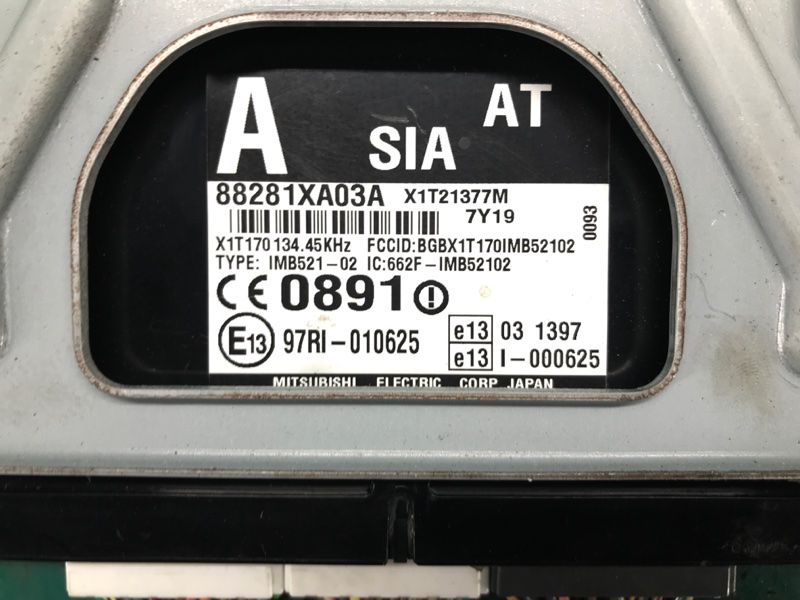 A SIA AT
88281XA03A X1T21377M
7Y19
0093
X1T170 134.45KHz FCCID:BGBX1T170IMB52102
TYPE: IMB521-02 IC:662F-IMB52102
CE 0891 !
E13 97RI-010625
e13 03 1397
e13 I-000625
MITSUBISHI ELECTRIC CORP JAPAN